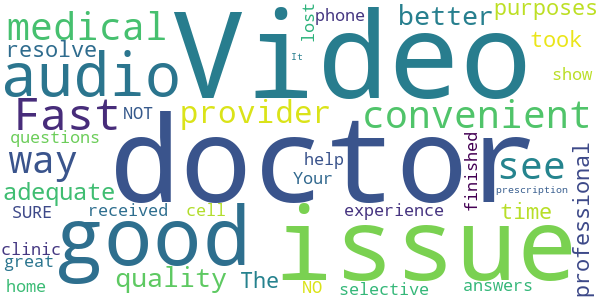 phone better purposes
medical Video lost
resolve took
audio It show
Fast NOT provider convenient
questions doctor
way help see
Your finished professional
adequate prescription
SURE received good cell issue experience time
clinic
great The
home quality NO selective answers